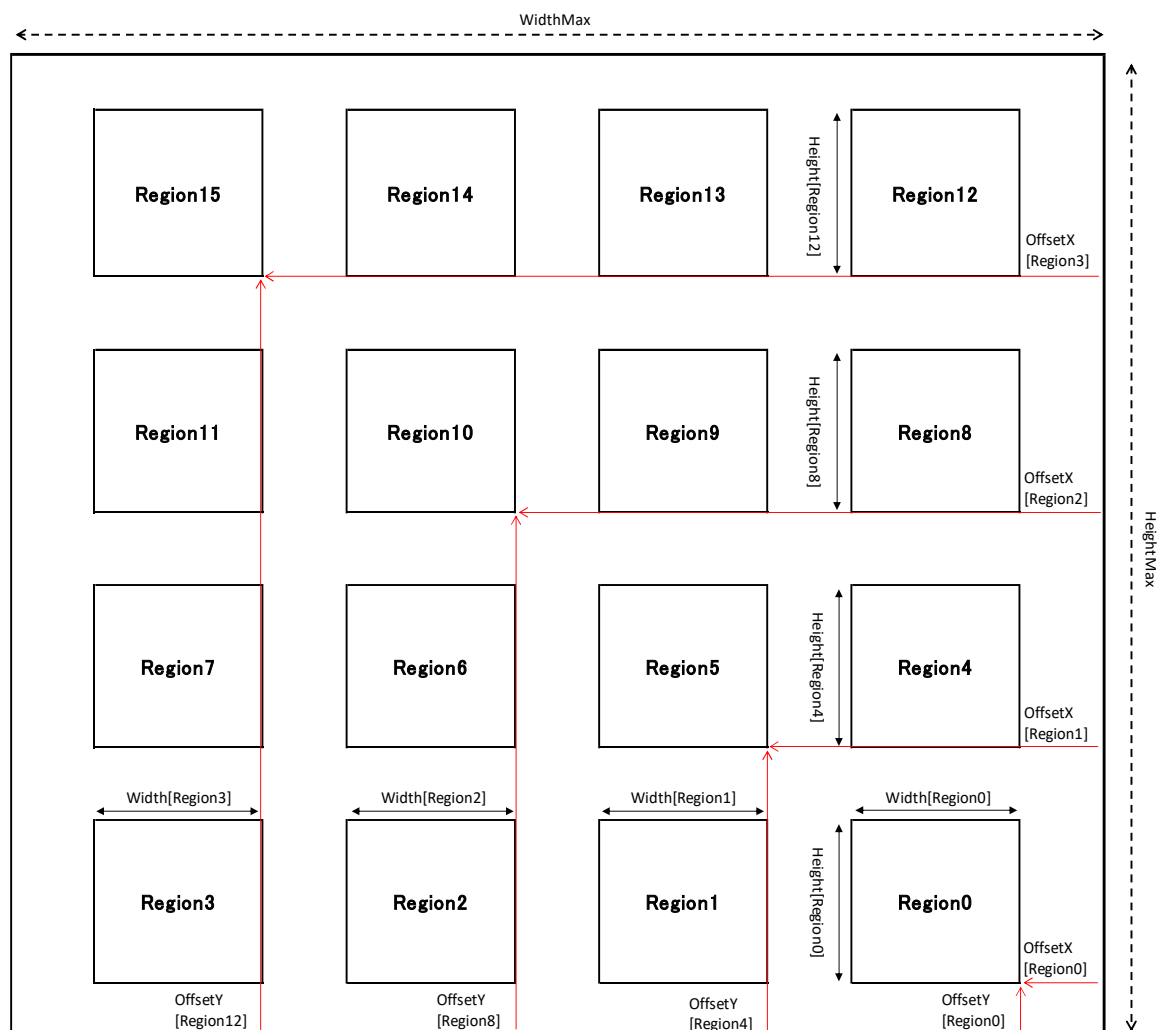 WidthMax
Region15
Region14
Region13
Height[Region12]
Region12
OffsetX
[Region3]
Region11
Region10
Region9
Height[Region8]
Region8
OffsetX
[Region2]
HeightMax
Region7
Region6
Region5
Height[Region4]
Region4
OffsetX
[Region1]
Width[Region3]
Width[Region2]
Width[Region1]
Width[Region0]
Region3
Region2
Region1
Height[Region0]
Region0
OffsetX
[Region0]
OffsetY
[Region12]
OffsetY
[Region8]
OffsetY
[Region4]
OffsetY
[Region0]